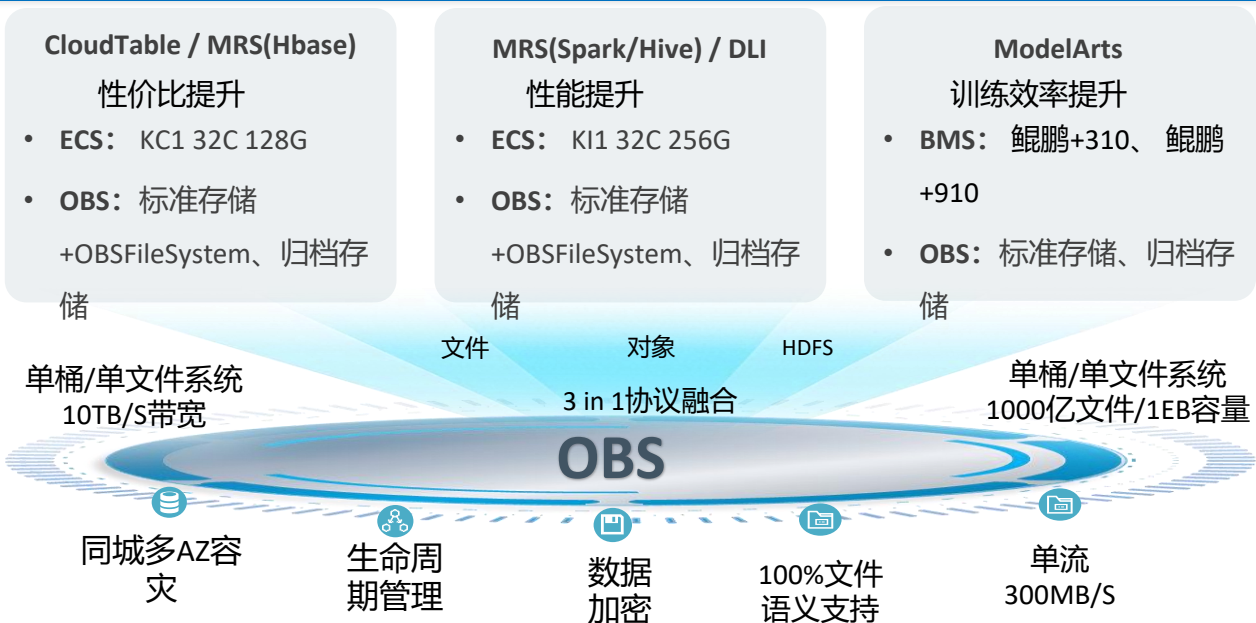 CloudTable / MRS(Hbase)
性价比提升
• ECS： KC1 32C 128G
• OBS：标准存储
+OBSFileSystem、归档存
储
MRS(Spark/Hive) / DLI
性能提升
• ECS： KI1 32C 256G
• OBS：标准存储
+OBSFileSystem、归档存
储
ModelArts
训练效率提升
• BMS： 鲲鹏+310、 鲲鹏
+910
• OBS：标准存储、归档存
储
文件
对象
HDFS
单桶/单文件系统
10TB/S带宽
3 in 1协议融合
单桶/单文件系统
1000亿文件/1EB容量
OBS
同城多AZ容
灾
生命周
期管理
数据
加密
100%文件
语义支持
单流
300MB/S